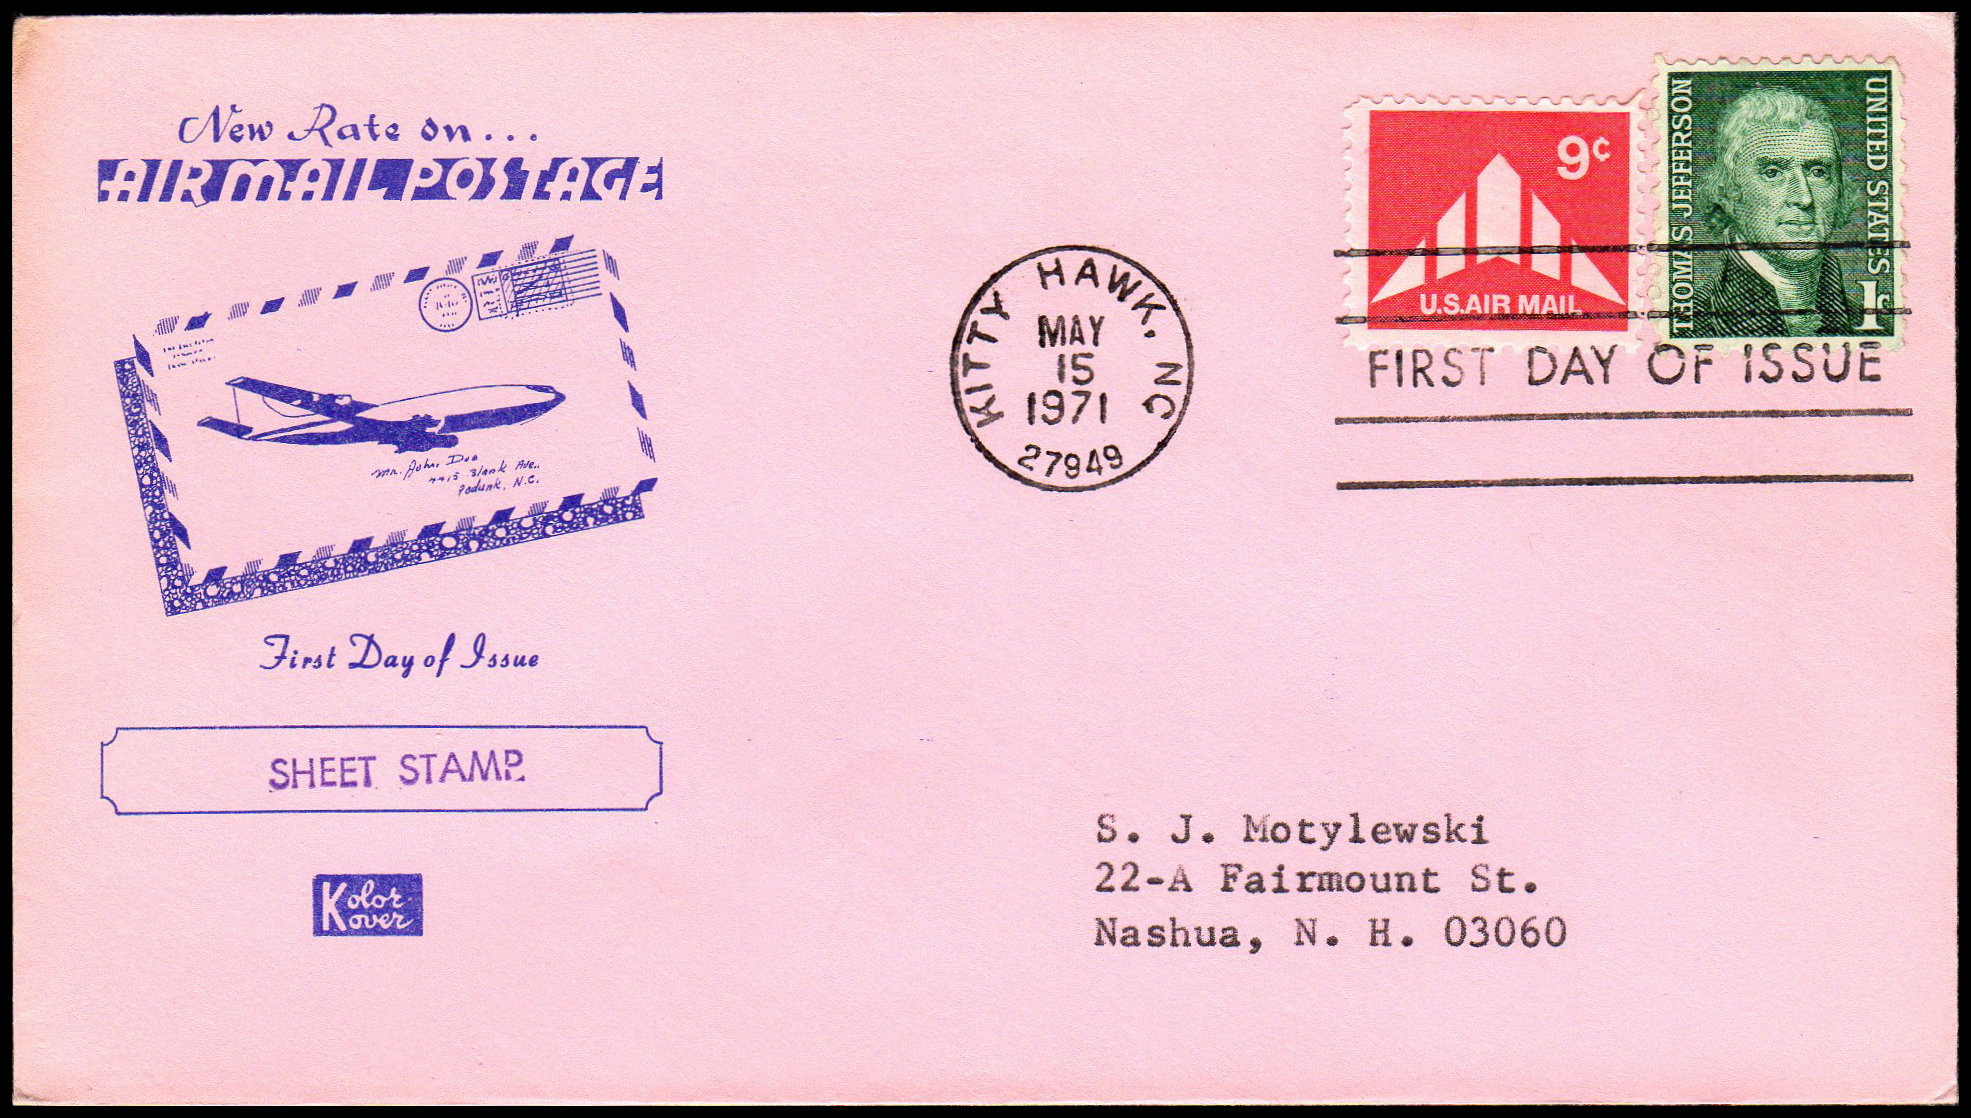 New Rate on...
AIR MAIL POSTAGE
Mr. John Doe
4415 Blank Ave.,
Podunk, N.C.
First Day of Issue
SHEET STAMP
Kolor
Kover
KITTY HAWK, NC
MAY
15
1971
27949
9c
U.S.AIR MAIL
THOMAS JEFFERSON
UNITED STATES
1c
FIRST DAY OF ISSUE
S. J. Motylewski
22-A Fairmount St.
Nashua, N. H. 03060